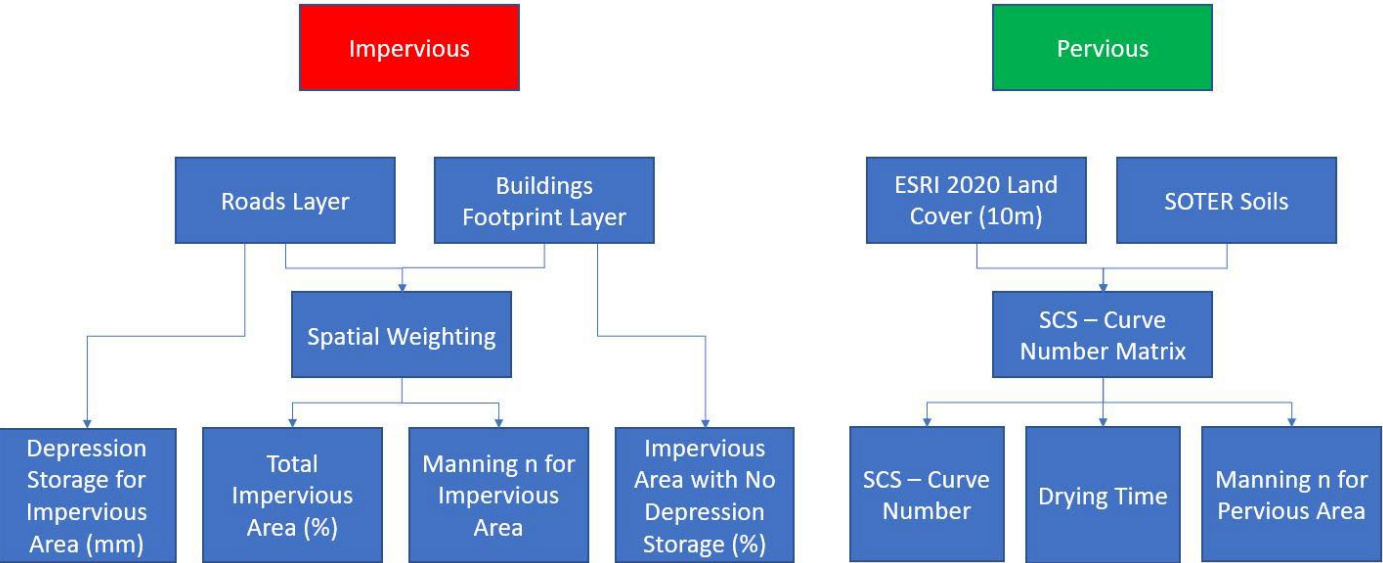 Impervious
Pervious
Roads Layer
Buildings
Footprint Layer
ESRI 2020 Land
Cover (10m)
SOTER Soils
Spatial Weighting
SCS – Curve
Number Matrix
Depression
Storage for
Impervious
Area (mm)
Total
Impervious
Area (%)
Manning n for
Impervious
Area
Impervious
Area with No
Depression
Storage (%)
SCS – Curve
Number
Drying Time
Manning n for
Pervious Area